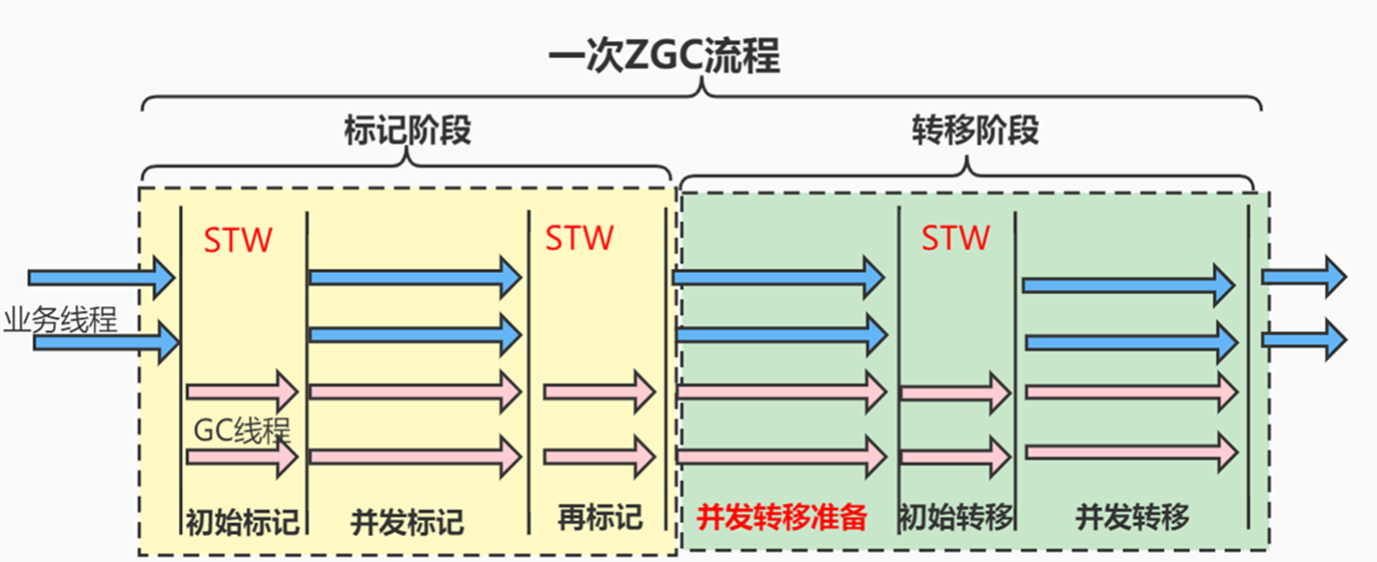 一次ZGC流程
标记阶段
转移阶段
STW
STW
STW
业务线程
GC线程
初始标记
并发标记
再标记
并发转移准备
初始转移
并发转移